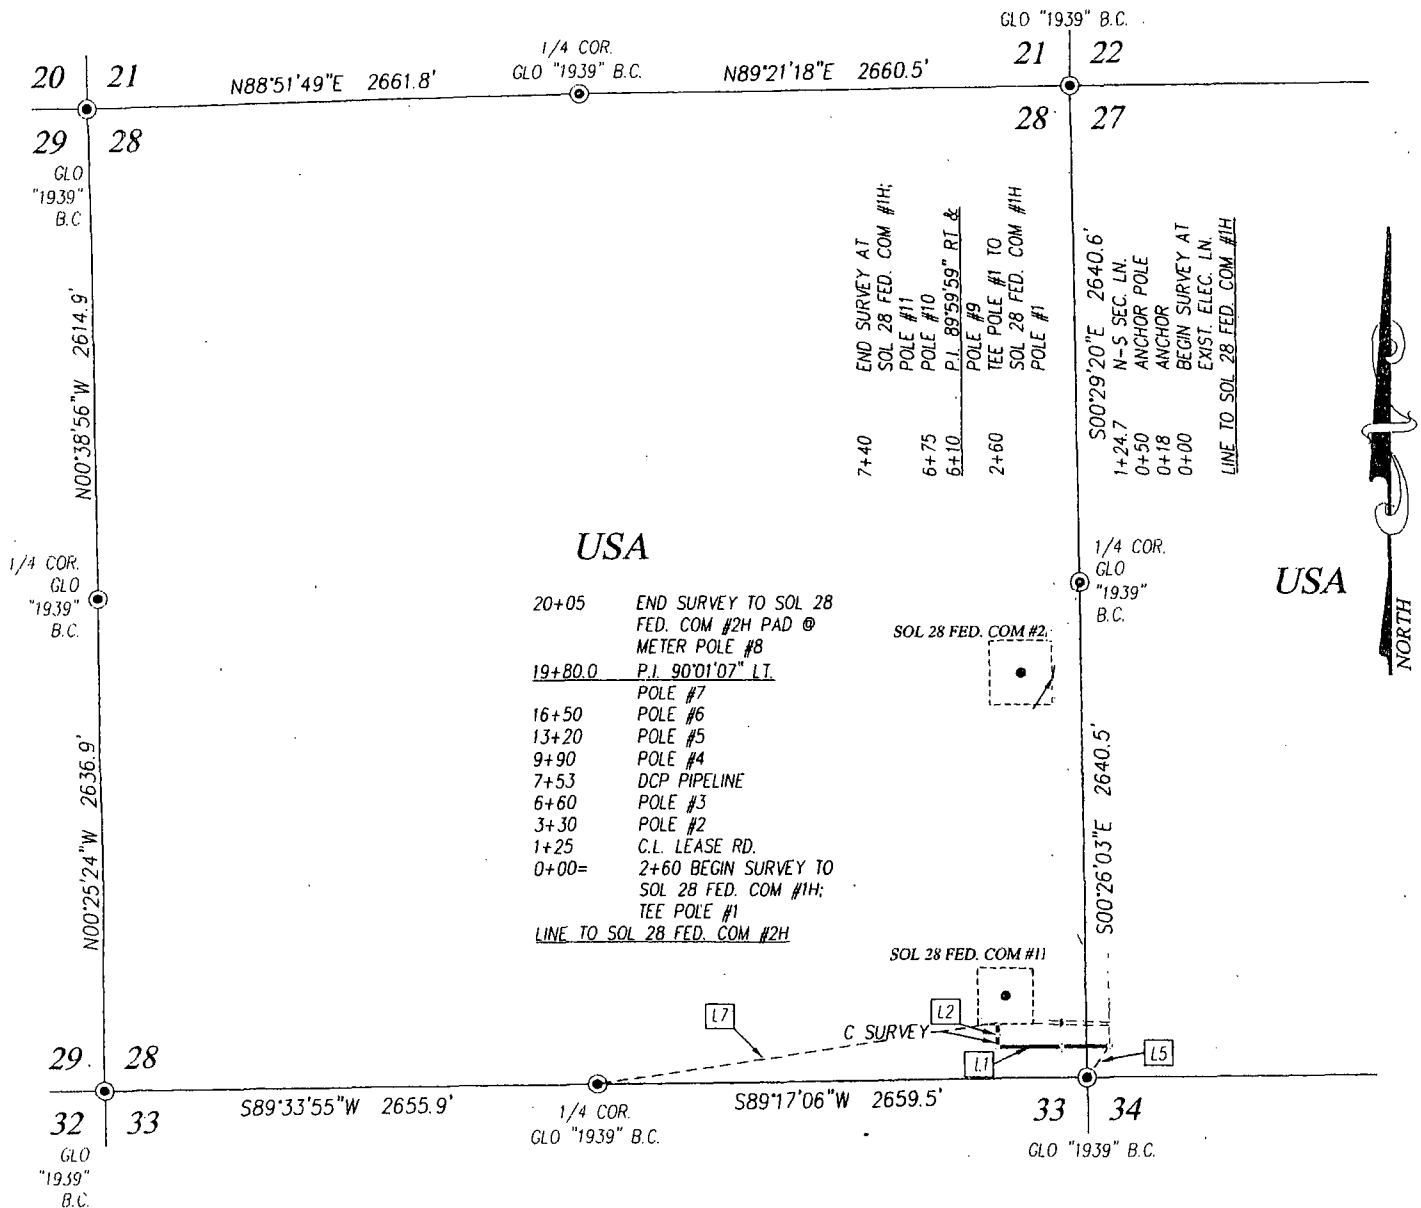 GLO "1939" B.C.
1/4 COR.
GLO "1939" B.C.
20 21
N88°51'49"E 2661.8'
N89°21'18"E 2660.5'
21 22
29 28
28 27
GLO
"1939"
B.C
N00°38'56"W 2614.9'
7+40 END SURVEY AT
SOL 28 FED. COM #1H;
POLE #11
6+75 POLE #10
6+10 P.I. 89°59'59" RT &
POLE #9
2+60 TEE POLE #1 TO
SOL 28 FED. COM #1H
POLE #1
S00°29'20"E 2640.6'
1+24.7 N-S SEC. LN.
0+50 ANCHOR POLE
0+18 ANCHOR
0+00 BEGIN SURVEY AT
EXIST. ELEC. LN.
LINE TO SOL 28 FED. COM #1H
NORTH
1/4 COR.
GLO
"1939"
B.C.
USA
1/4 COR.
GLO
"1939"
B.C.
USA
20+05 END SURVEY TO SOL 28
FED. COM #2H PAD @
METER POLE #8
19+80.0 P.I. 90°01'07" LT.
POLE #7
16+50 POLE #6
13+20 POLE #5
9+90 POLE #4
7+53 DCP PIPELINE
6+60 POLE #3
3+30 POLE #2
1+25 C.L. LEASE RD.
0+00= 2+60 BEGIN SURVEY TO
SOL 28 FED. COM #1H;
TEE POLE #1
LINE TO SOL 28 FED. COM #2H
SOL 28 FED. COM #2
N00°25'24"W 2636.9'
S00°26'03"E 2640.5'
SOL 28 FED. COM #1
L7
L2
C SURVEY
L1
L5
29 28
S89°33'55"W 2655.9'
S89°17'06"W 2659.5'
32 33
1/4 COR.
GLO "1939" B.C.
33 34
GLO "1939" B.C.
GLO
"1939"
B.C.